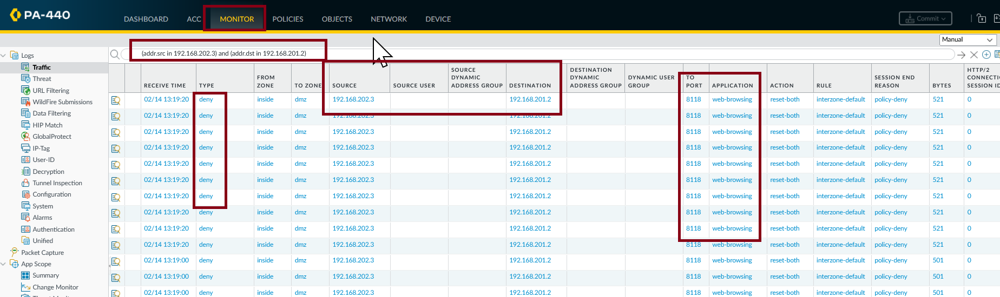 PA-440
DASHBOARD ACC MONITOR POLICIES OBJECTS NETWORK DEVICE Commit
Manual
(addr.src in 192.168.202.3) and (addr.dst in 192.168.201.2)
Logs
Traffic
Threat
URL Filtering
WildFire Submissions
Data Filtering
HIP Match
GlobalProtect
IP-Tag
User-ID
Decryption
Tunnel Inspection
Configuration
System
Alarms
Authentication
Unified
Packet Capture
App Scope
Summary
Change Monitor
RECEIVE TIME TYPE FROM ZONE TO ZONE SOURCE SOURCE USER SOURCE DYNAMIC ADDRESS GROUP DESTINATION DESTINATION DYNAMIC ADDRESS GROUP DYNAMIC USER GROUP TO PORT APPLICATION ACTION RULE SESSION END REASON BYTES HTTP/2 CONNECTI SESSION ID
02/14 13:19:20 deny inside dmz 192.168.202.3 192.168.201.2 8118 web-browsing reset-both interzone-default policy-deny 521 0
02/14 13:19:20 deny inside dmz 192.168.202.3 192.168.201.2 8118 web-browsing reset-both interzone-default policy-deny 521 0
02/14 13:19:20 deny inside dmz 192.168.202.3 192.168.201.2 8118 web-browsing reset-both interzone-default policy-deny 521 0
02/14 13:19:20 deny inside dmz 192.168.202.3 192.168.201.2 8118 web-browsing reset-both interzone-default policy-deny 521 0
02/14 13:19:20 deny inside dmz 192.168.202.3 192.168.201.2 8118 web-browsing reset-both interzone-default policy-deny 521 0
02/14 13:19:20 deny inside dmz 192.168.202.3 192.168.201.2 8118 web-browsing reset-both interzone-default policy-deny 521 0
02/14 13:19:20 deny inside dmz 192.168.202.3 192.168.201.2 8118 web-browsing reset-both interzone-default policy-deny 521 0
02/14 13:19:20 deny inside dmz 192.168.202.3 192.168.201.2 8118 web-browsing reset-both interzone-default policy-deny 521 0
02/14 13:19:20 deny inside dmz 192.168.202.3 192.168.201.2 8118 web-browsing reset-both interzone-default policy-deny 521 0
02/14 13:19:20 deny inside dmz 192.168.202.3 192.168.201.2 8118 web-browsing reset-both interzone-default policy-deny 521 0
02/14 13:19:00 deny inside dmz 192.168.202.3 192.168.201.2 8118 web-browsing reset-both interzone-default policy-deny 501 0
02/14 13:19:00 deny inside dmz 192.168.202.3 192.168.201.2 8118 web-browsing reset-both interzone-default policy-deny 501 0
02/14 13:19:00 deny inside dmz 192.168.202.3 192.168.201.2 8118 web-browsing reset-both interzone-default policy-deny 501 0